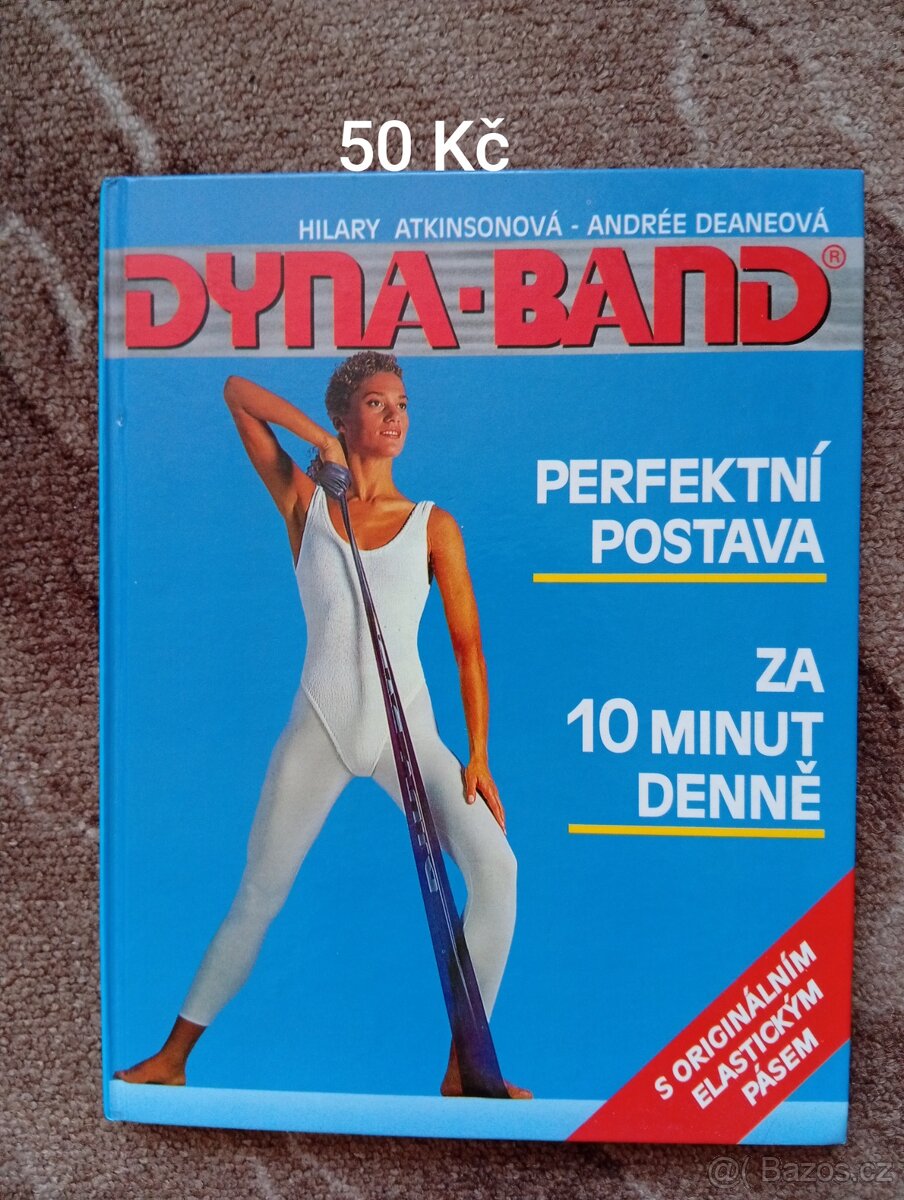 50 Kč
HILARY ATKINSONOVÁ - ANDRÉE DEANEOVÁ
DYNA-BAND®
PERFEKTNÍ
POSTAVA
ZA
10 MINUT
DENNĚ
S ORIGINÁLNÍM
ELASTICKÝM
PÁSEM
@( Bazos.cz